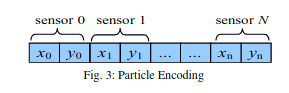 sensor 0 sensor 1 sensor N
x₀ y₀ x₁ y₁ ... ... xₙ yₙ
Fig. 3: Particle Encoding